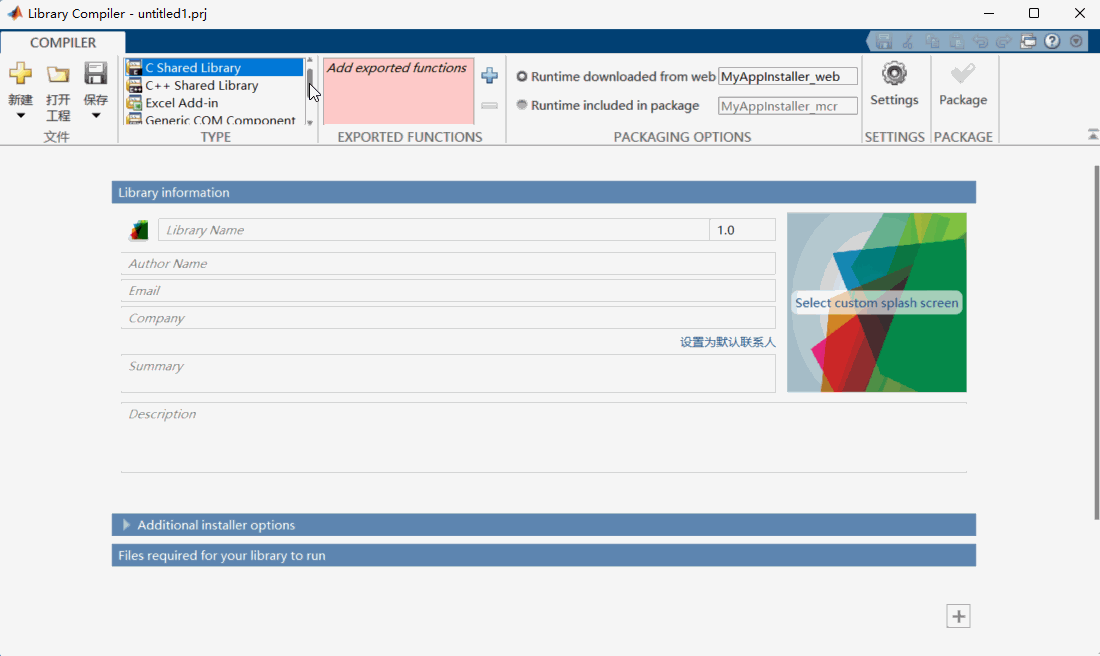 Library Compiler - untitled1.prj
COMPILER
新建
打开
工程
保存
文件
C Shared Library
C++ Shared Library
Excel Add-in
Generic COM Component
TYPE
Add exported functions
EXPORTED FUNCTIONS
Runtime downloaded from web
MyAppInstaller_web
Runtime included in package
MyAppInstaller_mcr
PACKAGING OPTIONS
Settings
SETTINGS
Package
PACKAGE
Library information
Library Name
1.0
Author Name
Email
Company
设置为默认联系人
Summary
Description
Select custom splash screen
Additional installer options
Files required for your library to run